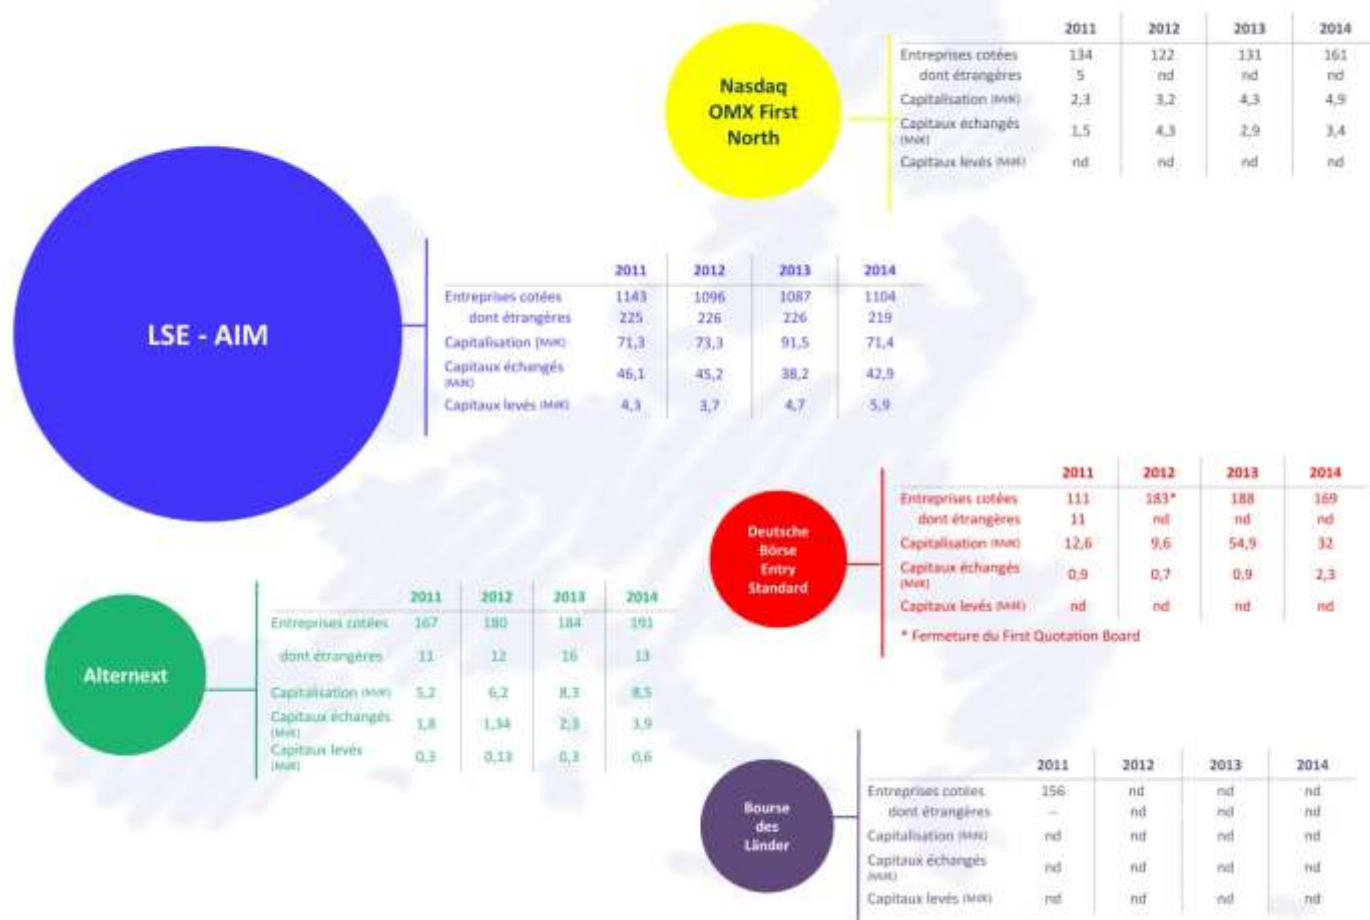 Nasdaq
OMX First
North
2011 2012 2013 2014
Entreprises cotées 134 122 131 161
dont étrangères 5 nd nd nd
Capitalisation (Md€) 2,3 3,2 4,3 4,9
Capitaux échangés
(Md€) 1,5 4,3 2,9 3,4
Capitaux levés (Md€) nd nd nd nd
LSE - AIM
2011 2012 2013 2014
Entreprises cotées 1143 1096 1087 1104
dont étrangères 225 226 226 219
Capitalisation (Md€) 71,3 73,3 91,5 71,4
Capitaux échangés
(Md€) 46,1 45,2 38,2 42,9
Capitaux levés (Md€) 4,3 3,7 4,7 5,9
Deutsche
Börse
Entry
Standard
2011 2012 2013 2014
Entreprises cotées 111 183* 188 169
dont étrangères 11 nd nd nd
Capitalisation (Md€) 12,6 9,6 54,9 32
Capitaux échangés
(Md€) 0,9 0,7 0,9 2,3
Capitaux levés (Md€) nd nd nd nd
* Fermeture du First Quotation Board
Alternext
2011 2012 2013 2014
Entreprises cotées 167 180 184 191
dont étrangères 11 12 16 13
Capitalisation (Md€) 5,2 6,2 8,3 8,5
Capitaux échangés
(Md€) 1,8 1,34 2,3 3,9
Capitaux levés
(Md€) 0,3 0,13 0,3 0,6
Bourse
des
Länder
2011 2012 2013 2014
Entreprises cotées 156 nd nd nd
dont étrangères -- nd nd nd
Capitalisation (Md€) nd nd nd nd
Capitaux échangés
(Md€) nd nd nd nd
Capitaux levés (Md€) nd nd nd nd